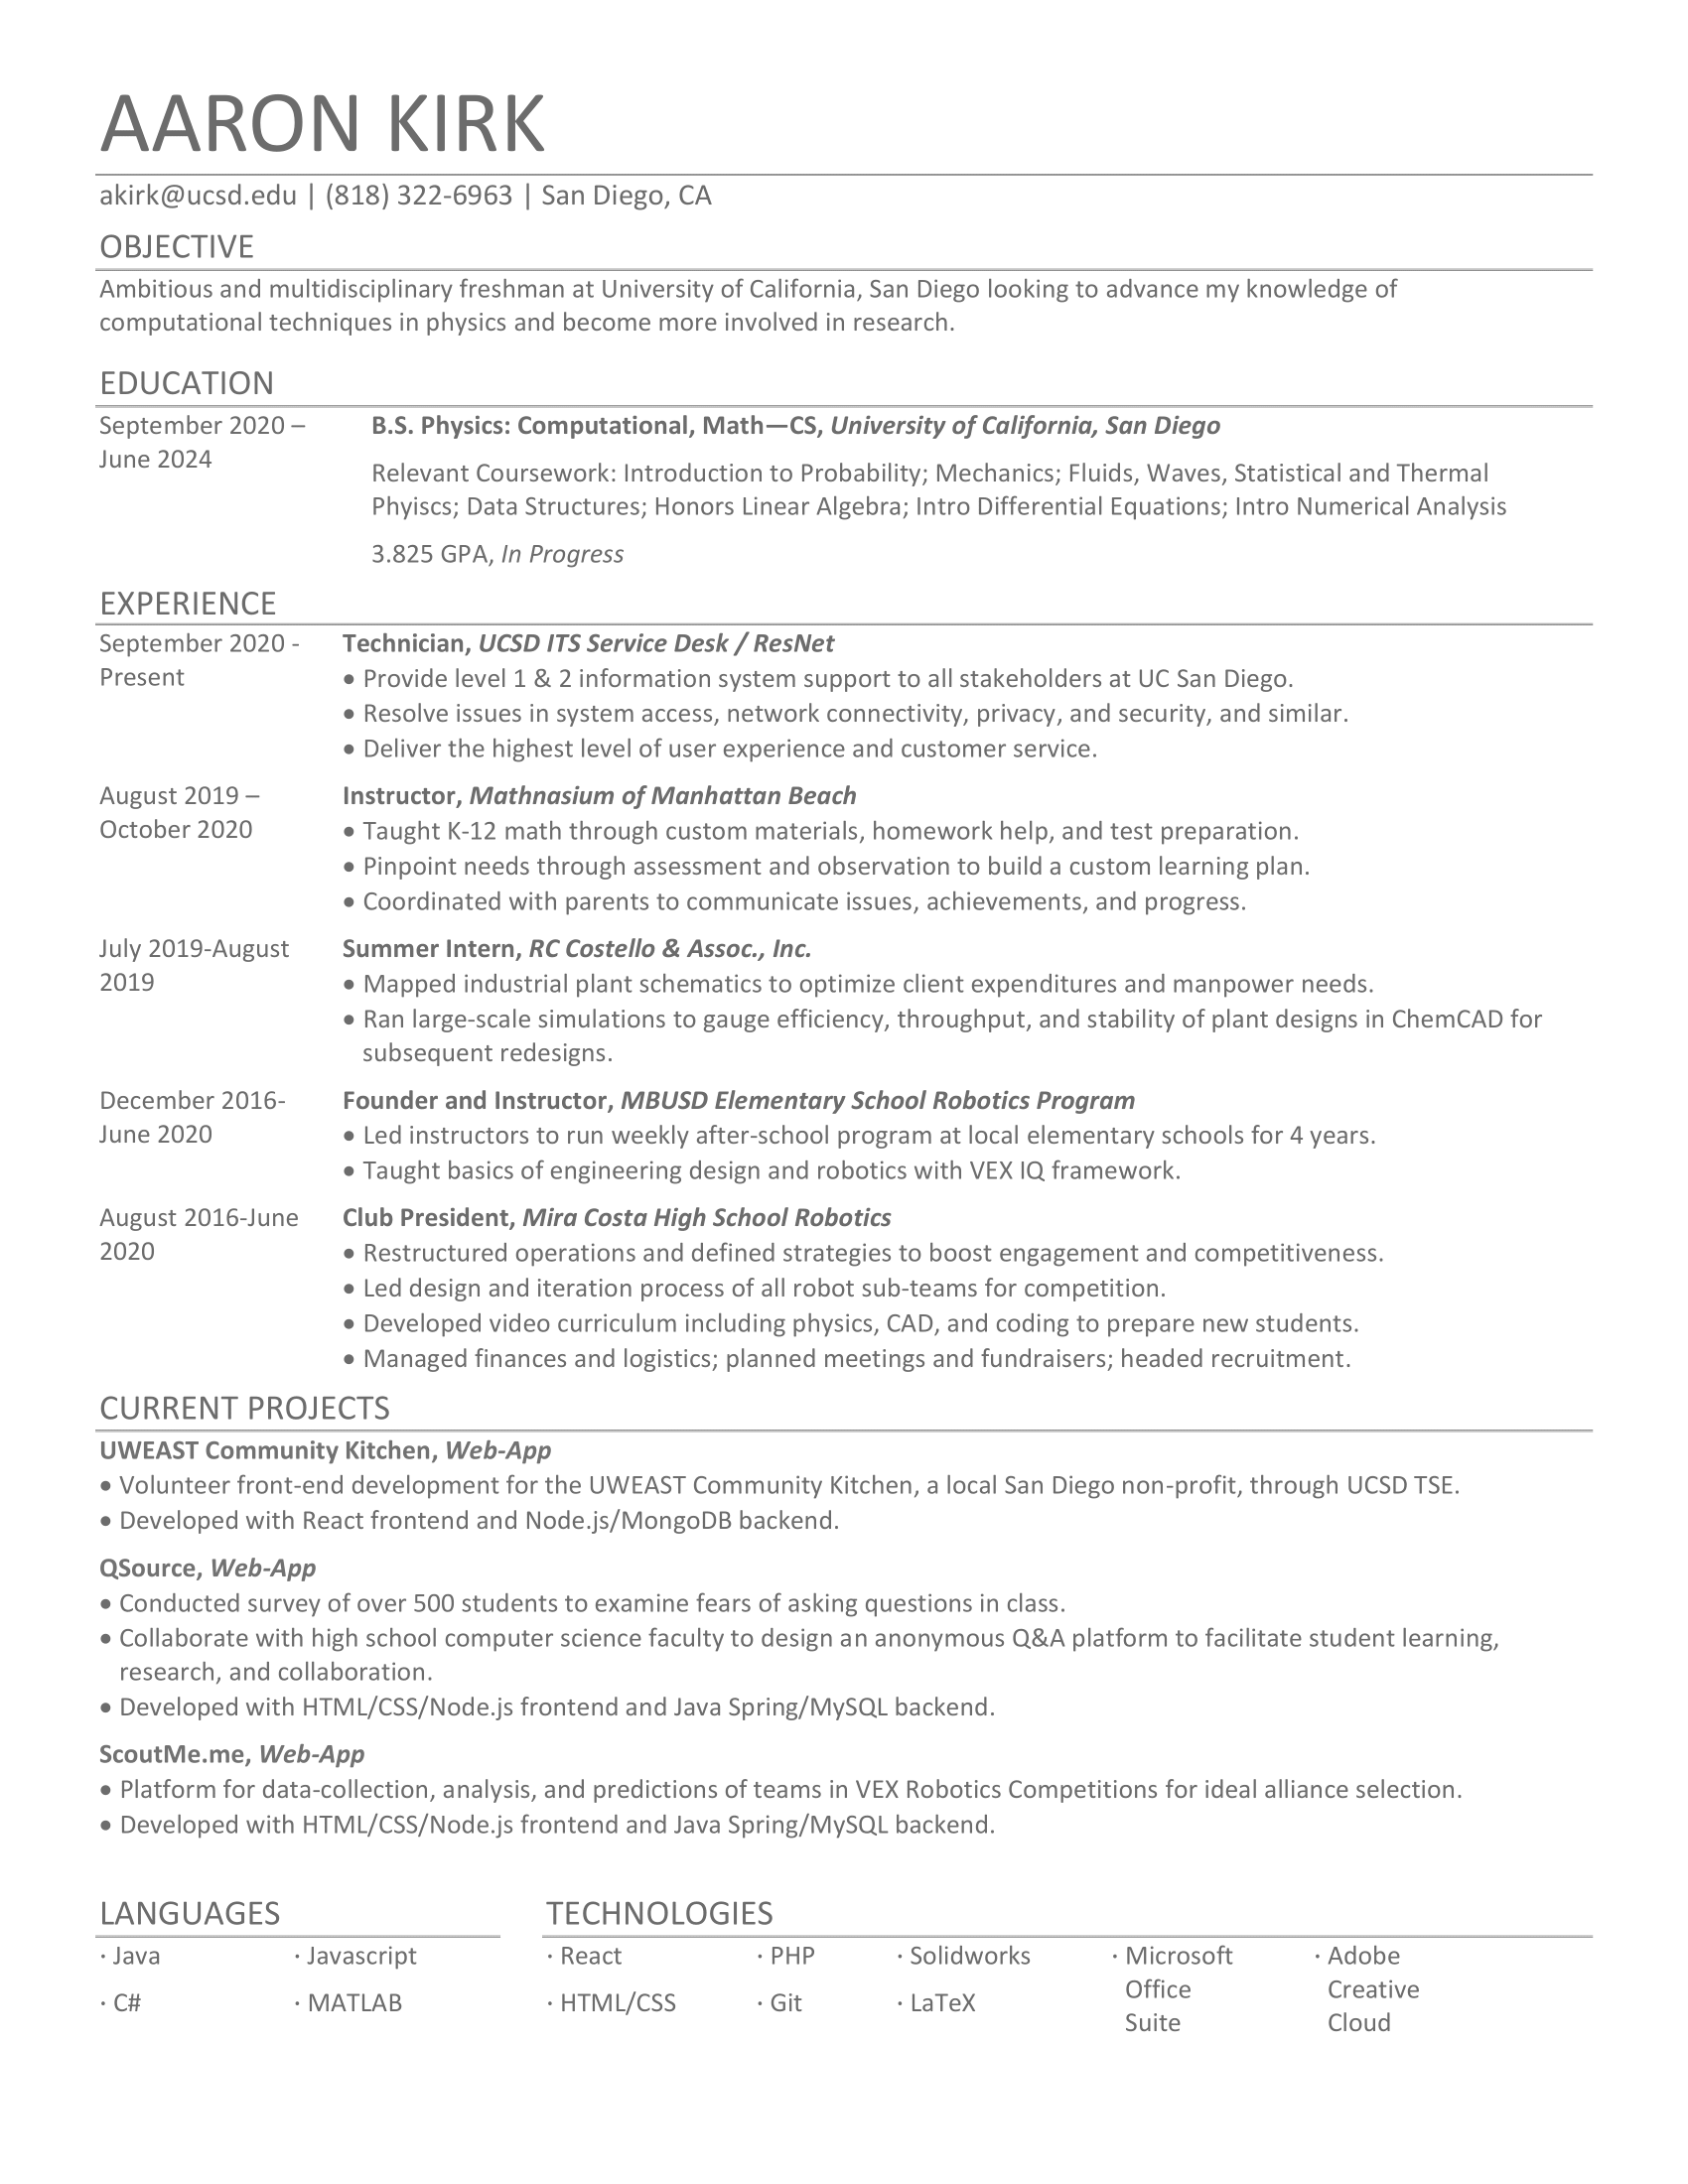 AARON KIRK
akirk@ucsd.edu | (818) 322-6963 | San Diego, CA
OBJECTIVE
Ambitious and multidisciplinary freshman at University of California, San Diego looking to advance my knowledge of
computational techniques in physics and become more involved in research.
EDUCATION
September 2020 –
June 2024
B.S. Physics: Computational, Math—CS, University of California, San Diego
Relevant Coursework: Introduction to Probability; Mechanics; Fluids, Waves, Statistical and Thermal
Phyiscs; Data Structures; Honors Linear Algebra; Intro Differential Equations; Intro Numerical Analysis
3.825 GPA, In Progress
EXPERIENCE
September 2020 -
Present
Technician, UCSD ITS Service Desk / ResNet
• Provide level 1 & 2 information system support to all stakeholders at UC San Diego.
• Resolve issues in system access, network connectivity, privacy, and security, and similar.
• Deliver the highest level of user experience and customer service.
August 2019 –
October 2020
Instructor, Mathnasium of Manhattan Beach
• Taught K-12 math through custom materials, homework help, and test preparation.
• Pinpoint needs through assessment and observation to build a custom learning plan.
• Coordinated with parents to communicate issues, achievements, and progress.
July 2019-August
2019
Summer Intern, RC Costello & Assoc., Inc.
• Mapped industrial plant schematics to optimize client expenditures and manpower needs.
• Ran large-scale simulations to gauge efficiency, throughput, and stability of plant designs in ChemCAD for
subsequent redesigns.
December 2016-
June 2020
Founder and Instructor, MBUSD Elementary School Robotics Program
• Led instructors to run weekly after-school program at local elementary schools for 4 years.
• Taught basics of engineering design and robotics with VEX IQ framework.
August 2016-June
2020
Club President, Mira Costa High School Robotics
• Restructured operations and defined strategies to boost engagement and competitiveness.
• Led design and iteration process of all robot sub-teams for competition.
• Developed video curriculum including physics, CAD, and coding to prepare new students.
• Managed finances and logistics; planned meetings and fundraisers; headed recruitment.
CURRENT PROJECTS
UWEAST Community Kitchen, Web-App
• Volunteer front-end development for the UWEAST Community Kitchen, a local San Diego non-profit, through UCSD TSE.
• Developed with React frontend and Node.js/MongoDB backend.
QSource, Web-App
• Conducted survey of over 500 students to examine fears of asking questions in class.
• Collaborate with high school computer science faculty to design an anonymous Q&A platform to facilitate student learning,
research, and collaboration.
• Developed with HTML/CSS/Node.js frontend and Java Spring/MySQL backend.
ScoutMe.me, Web-App
• Platform for data-collection, analysis, and predictions of teams in VEX Robotics Competitions for ideal alliance selection.
• Developed with HTML/CSS/Node.js frontend and Java Spring/MySQL backend.
LANGUAGES
· Java · Javascript
· C# · MATLAB
TECHNOLOGIES
· React · PHP · Solidworks · Microsoft · Adobe
Office Creative
· HTML/CSS · Git · LaTeX
Suite Cloud